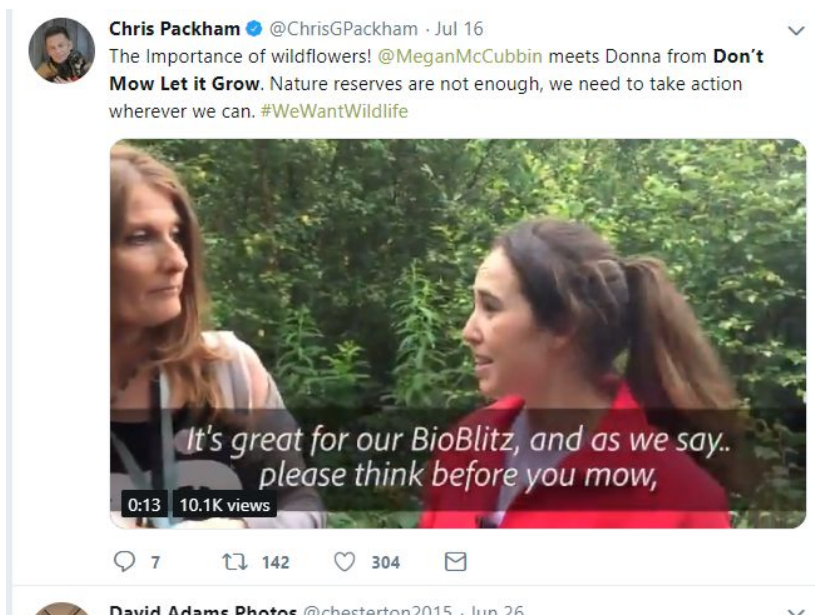 Chris Packham @ChrisGPackham · Jul 16
The Importance of wildflowers! @MeganMcCubbin meets Donna from Don't
Mow Let it Grow. Nature reserves are not enough, we need to take action
wherever we can. #WeWantWildlife
It's great for our BioBlitz, and as we say..
please think before you mow,
0:13 10.1K views
7 142 304
David Adams Photos @chesterton2015 · Jun 26